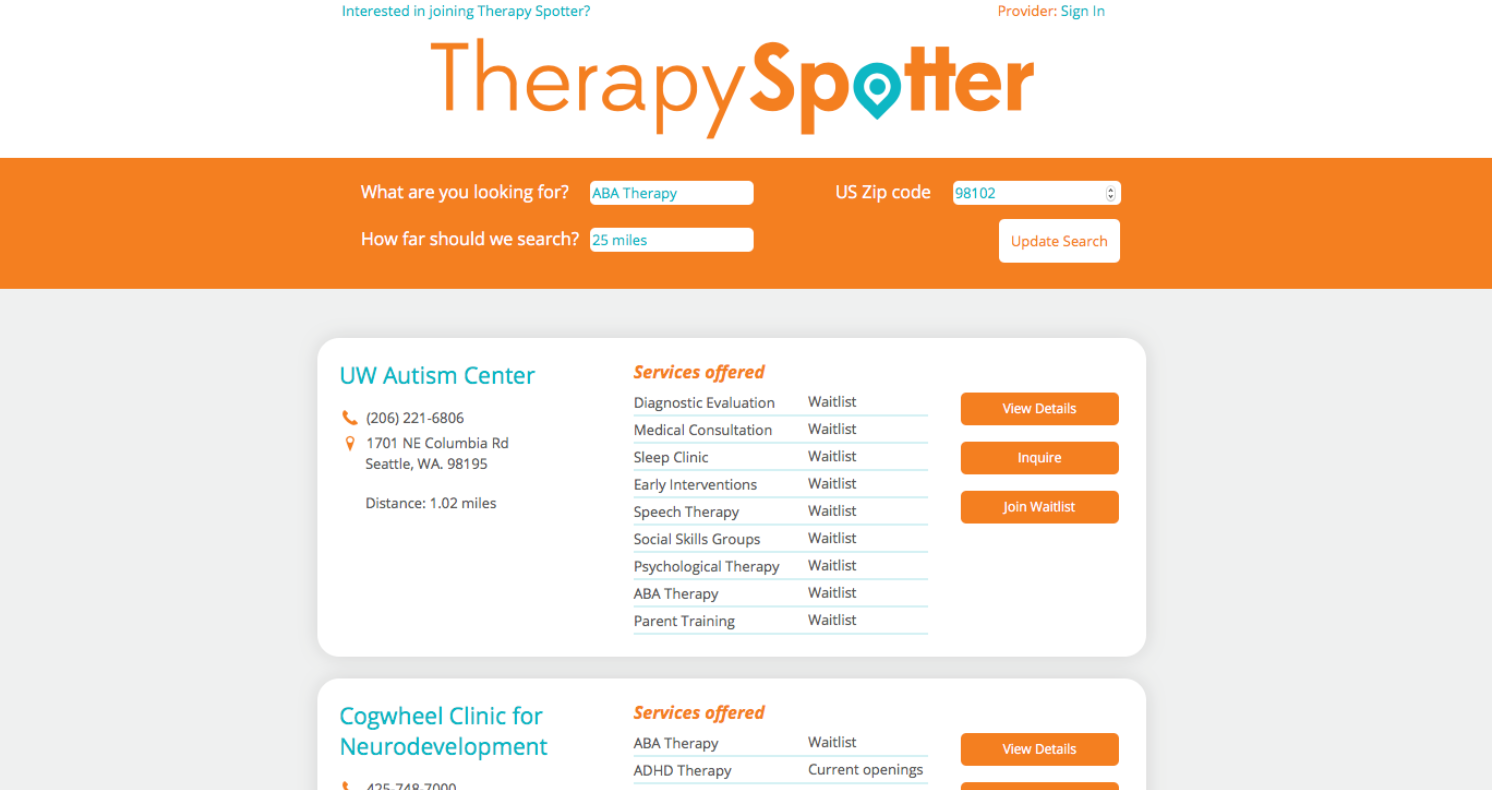 Interested in joining Therapy Spotter?
Provider: Sign In
TherapySpotter
What are you looking for? ABA Therapy
US Zip code 98102
How far should we search? 25 miles
Update Search
UW Autism Center
(206) 221-6806
1701 NE Columbia Rd
Seattle, WA. 98195
Distance: 1.02 miles
Services offered
Diagnostic Evaluation Waitlist
Medical Consultation Waitlist
Sleep Clinic Waitlist
Early Interventions Waitlist
Speech Therapy Waitlist
Social Skills Groups Waitlist
Psychological Therapy Waitlist
ABA Therapy Waitlist
Parent Training Waitlist
View Details
Inquire
Join Waitlist
Cogwheel Clinic for
Neurodevelopment
425-748-7000
Services offered
ABA Therapy Waitlist
ADHD Therapy Current openings
View Details